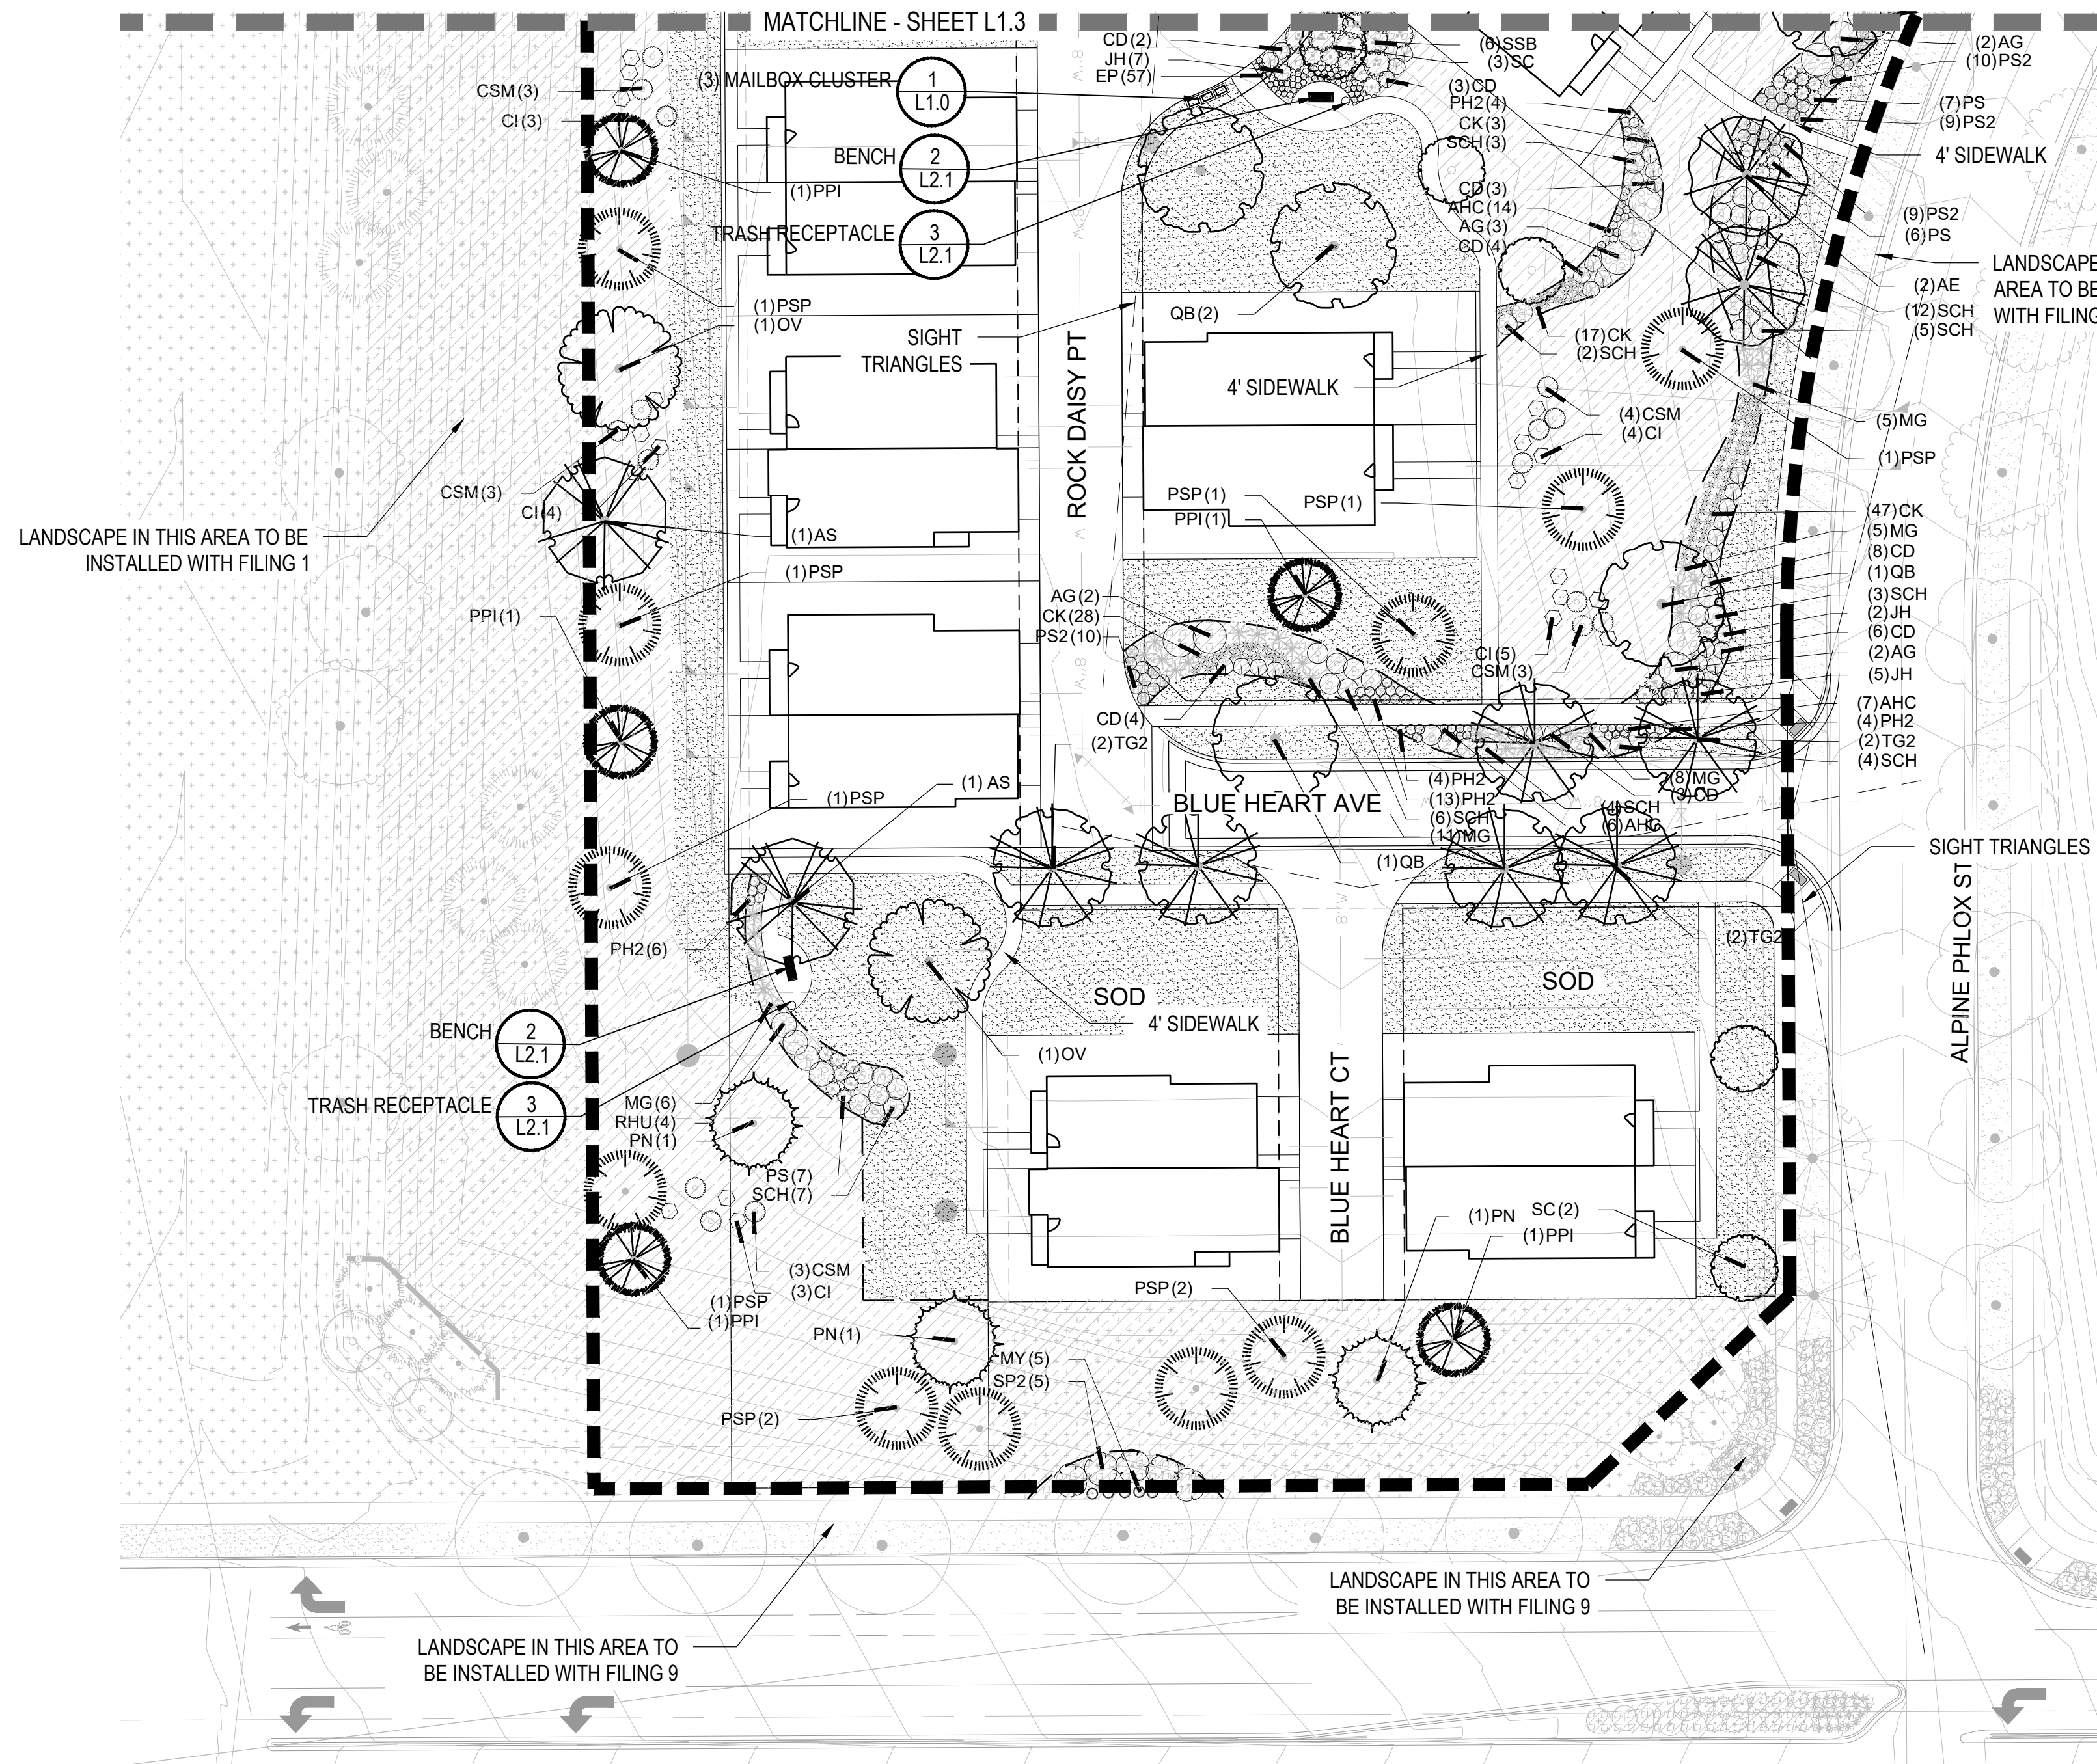 MATCHLINE - SHEET L1.3
CD(2)
JH(7)
EP(57)
(6)SSB
(3)SC
(3)CD
PH2(4)
CK(3)
SCH(3)
CD(3)
AHC(14)
AG(3)
CD(4)
(2)AG
(10)PS2
(7)PS
(9)PS2
4' SIDEWALK
(9)PS2
(6)PS
LANDSCAPE
AREA TO BE
WITH FILING
(2)AE
(12)SCH
(5)SCH
CSM(3)
CI(3)
(3) MAILBOX CLUSTER
1
L1.0
BENCH
2
L2.1
(1)PPI
TRASH RECEPTACLE
3
L2.1
(1)PSP
(1)OV
SIGHT
TRIANGLES
ROCK DAISY PT
8'W
8'W
8'W
QB(2)
4' SIDEWALK
(17)CK
(2)SCH
(4)CSM
(4)CI
(5)MG
(1)PSP
CSM(3)
CI(4)
(1)AS
(1)PSP
PSP(1)
PPI(1)
PSP(1)
(47)CK
(5)MG
(8)CD
(1)QB
(3)SCH
(2)JH
(6)CD
(2)AG
(5)JH
LANDSCAPE IN THIS AREA TO BE
INSTALLED WITH FILING 1
PPI(1)
AG(2)
CK(28)
PS2(10)
CI(5)
CSM(3)
CD(4)
(2)TG2
(7)AHC
(4)PH2
(2)TG2
(4)SCH
(1)AS
(1)PSP
BLUE HEART AVE
(4)PH2
(13)PH2
(6)SCH
(11)MG
(8)MG
(3)CD
(4)SCH
(6)AHC
(1)QB
SIGHT TRIANGLES
ALPINE PHLOX ST
PH2(6)
(2)TG2
8'W
SOD
SOD
4' SIDEWALK
BENCH
2
L2.1
(1)OV
TRASH RECEPTACLE
3
L2.1
MG(6)
RHU(4)
PN(1)
PS(7)
SCH(7)
BLUE HEART CT
(1)PN
SC(2)
(1)PPI
(3)CSM
(3)CI
(1)PSP
(1)PPI
PSP(2)
PN(1)
MY(5)
SP2(5)
PSP(2)
LANDSCAPE IN THIS AREA TO
BE INSTALLED WITH FILING 9
LANDSCAPE IN THIS AREA TO
BE INSTALLED WITH FILING 9